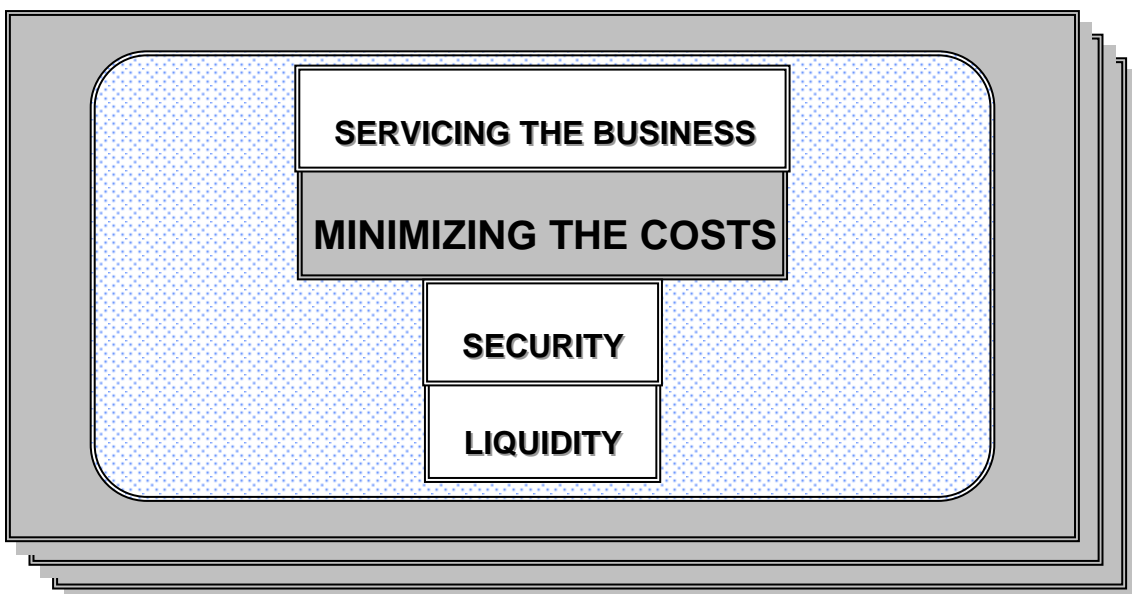 SERVICING THE BUSINESS
MINIMIZING THE COSTS
SECURITY
LIQUIDITY